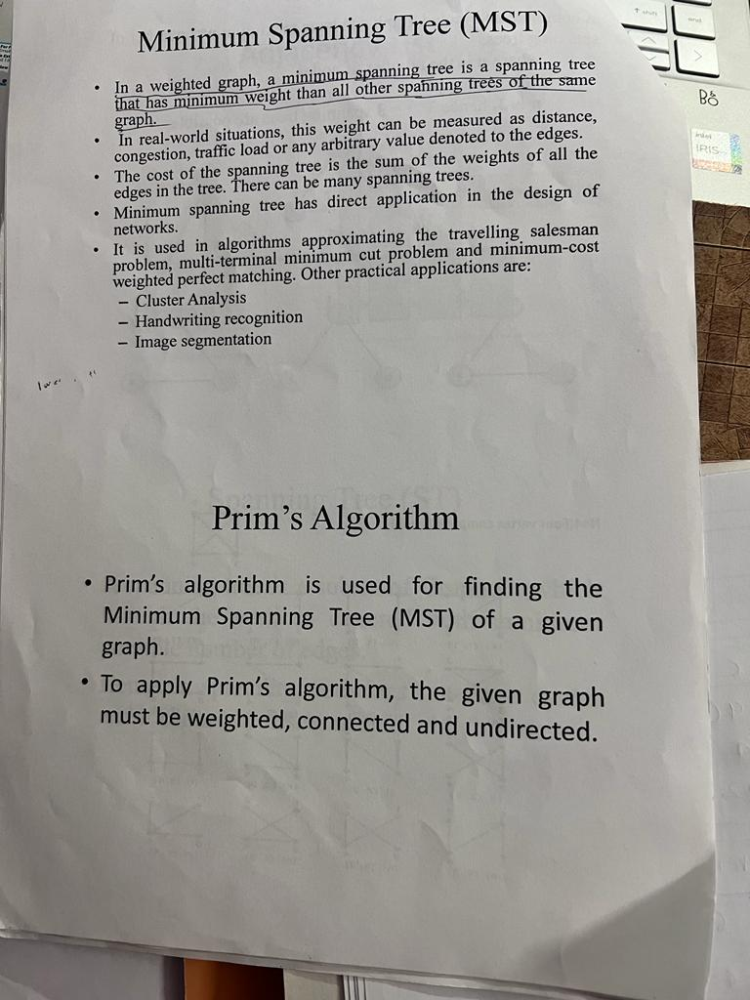 Minimum Spanning Tree (MST)
• In a weighted graph, a minimum spanning tree is a spanning tree
that has minimum weight than all other spanning trees of the same
graph.
• In real-world situations, this weight can be measured as distance,
congestion, traffic load or any arbitrary value denoted to the edges.
• The cost of the spanning tree is the sum of the weights of all the
edges in the tree. There can be many spanning trees.
• Minimum spanning tree has direct application in the design of
networks.
• It is used in algorithms approximating the travelling salesman
problem, multi-terminal minimum cut problem and minimum-cost
weighted perfect matching. Other practical applications are:
– Cluster Analysis
– Handwriting recognition
– Image segmentation
Prim's Algorithm
• Prim's algorithm is used for finding the
Minimum Spanning Tree (MST) of a given
graph.
• To apply Prim's algorithm, the given graph
must be weighted, connected and undirected.
↑ shift
end
>
intel
IRIS